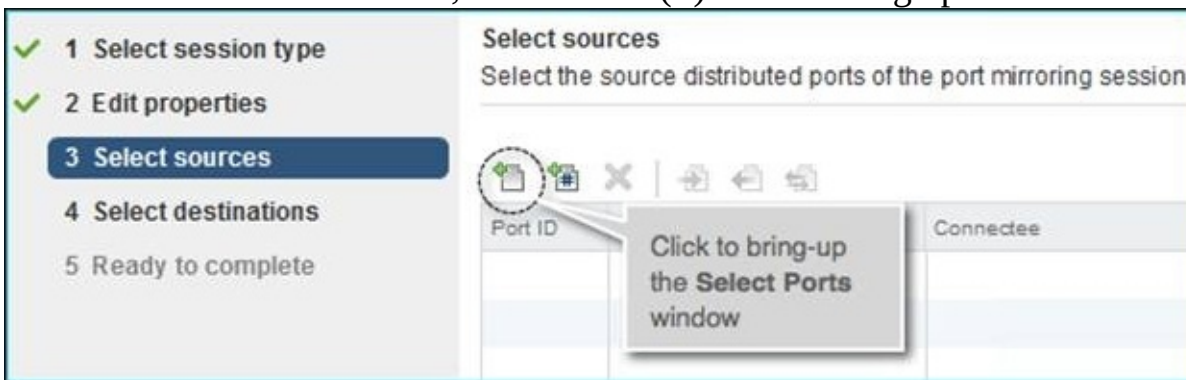 1 Select session type
2 Edit properties
3 Select sources
4 Select destinations
5 Ready to complete
Select sources
Select the source distributed ports of the port mirroring session
Port ID
Connectee
Click to bring-up
the Select Ports
window